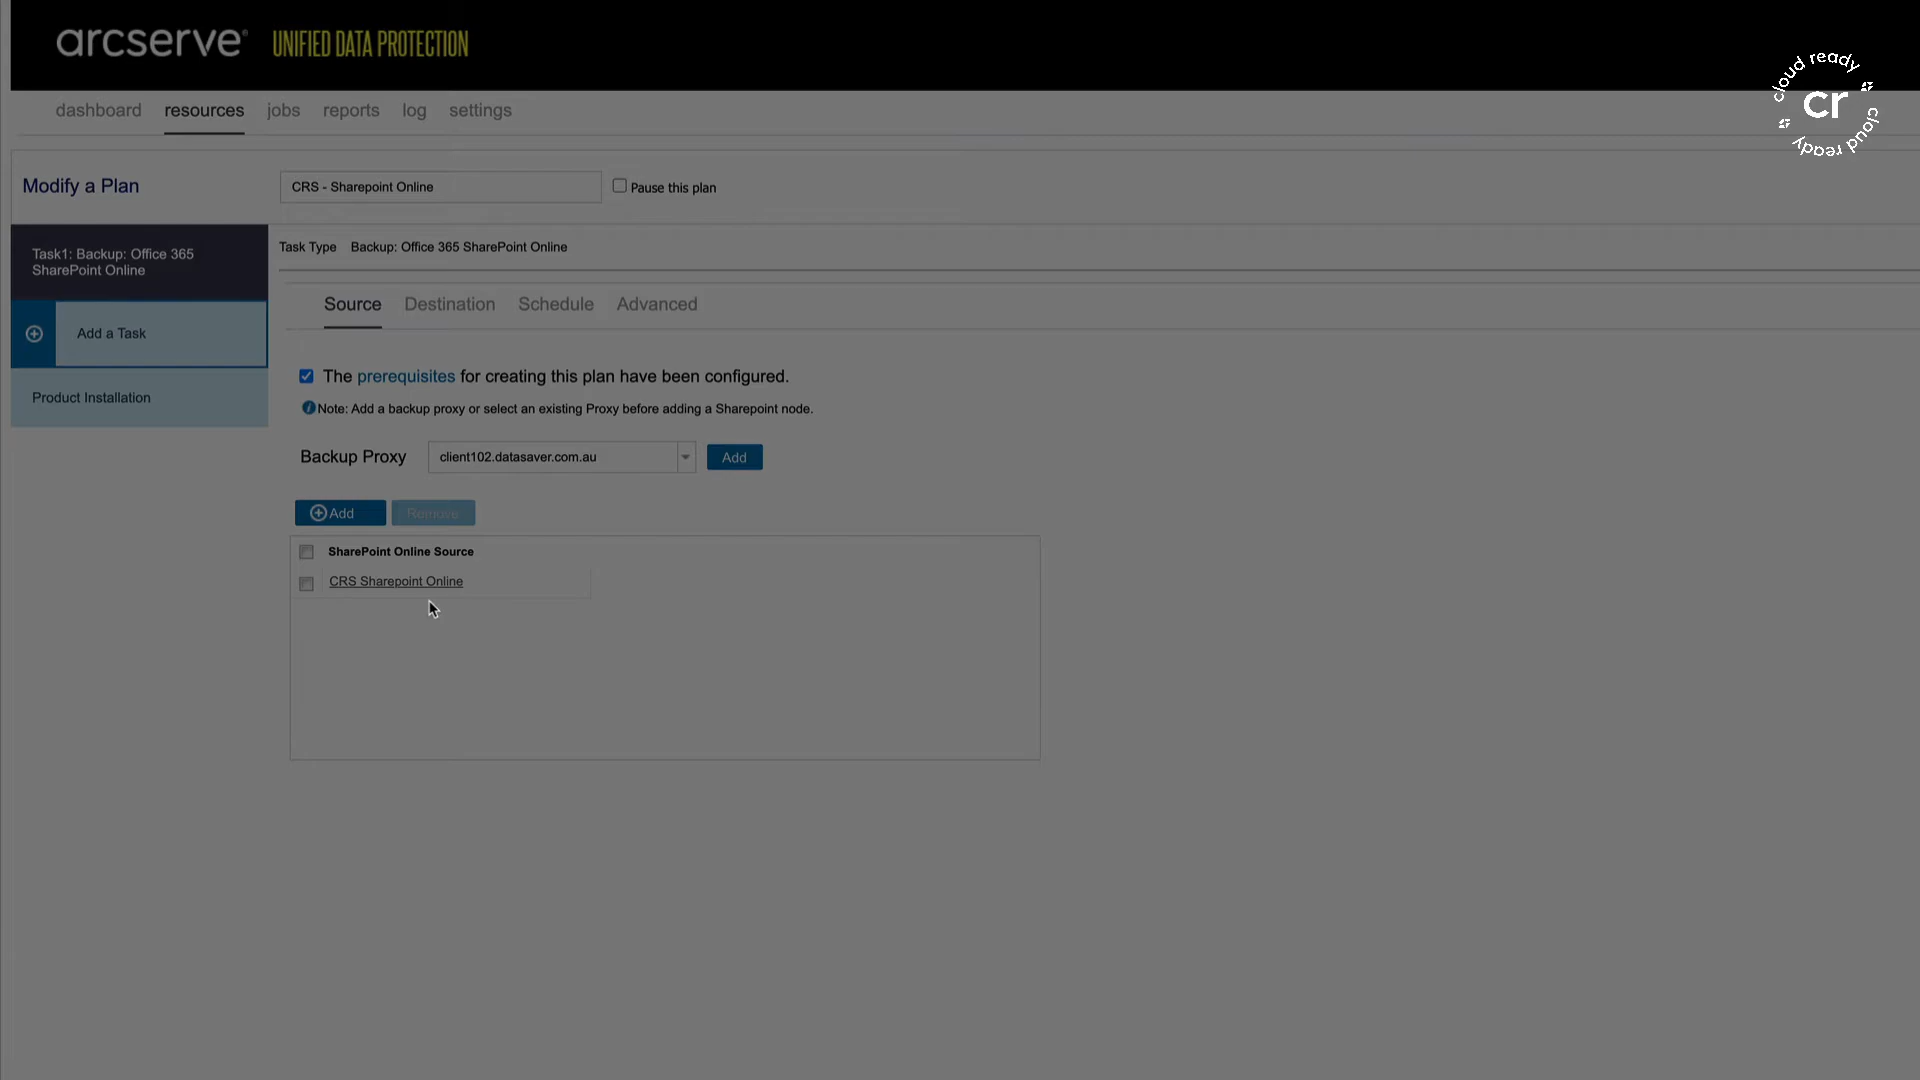 arcserve® UNIFIED DATA PROTECTION
cloud ready
cr
cloud ready
dashboard resources jobs reports log settings
Modify a Plan
CRS - Sharepoint Online
Pause this plan
Task1: Backup: Office 365
SharePoint Online
Task Type Backup: Office 365 SharePoint Online
Add a Task
Product Installation
Source Destination Schedule Advanced
The prerequisites for creating this plan have been configured.
Note: Add a backup proxy or select an existing Proxy before adding a Sharepoint node.
Backup Proxy client102.datasaver.com.au Add
Add Remove
SharePoint Online Source
CRS Sharepoint Online